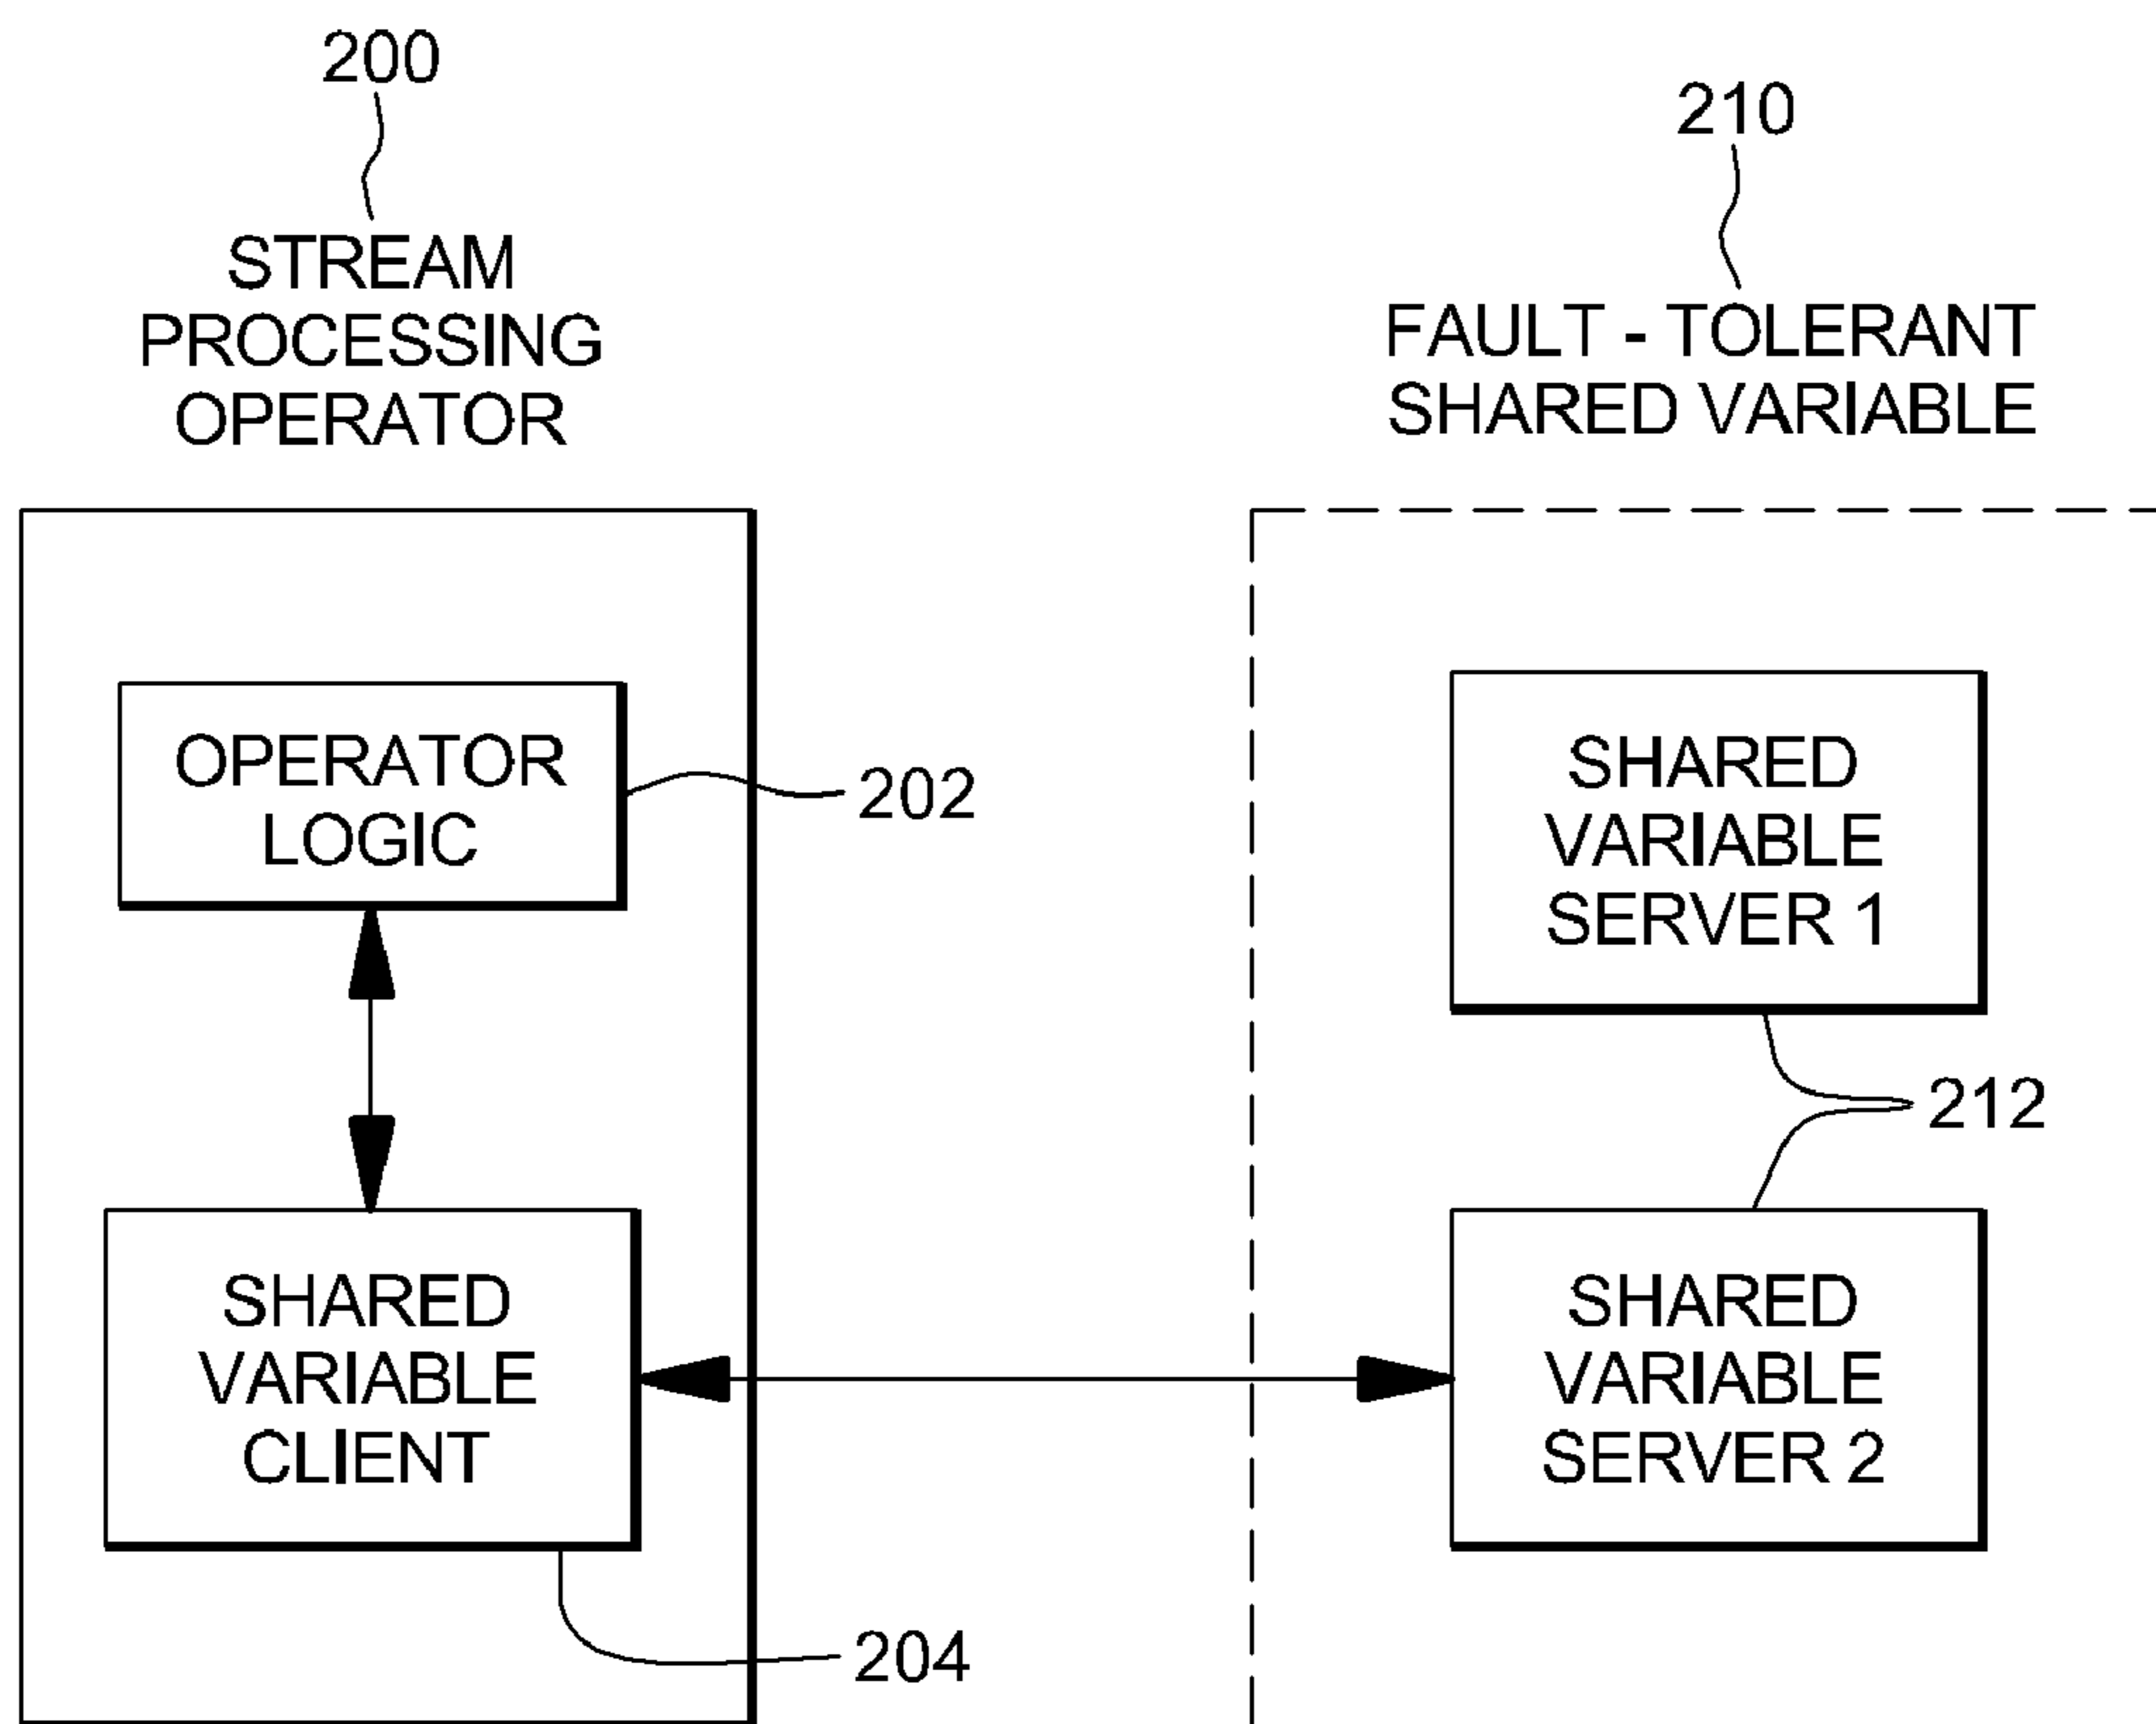 200
STREAM
PROCESSING
OPERATOR
210
FAULT - TOLERANT
SHARED VARIABLE
OPERATOR
LOGIC
202
SHARED
VARIABLE
CLIENT
204
SHARED
VARIABLE
SERVER 1
212
SHARED
VARIABLE
SERVER 2